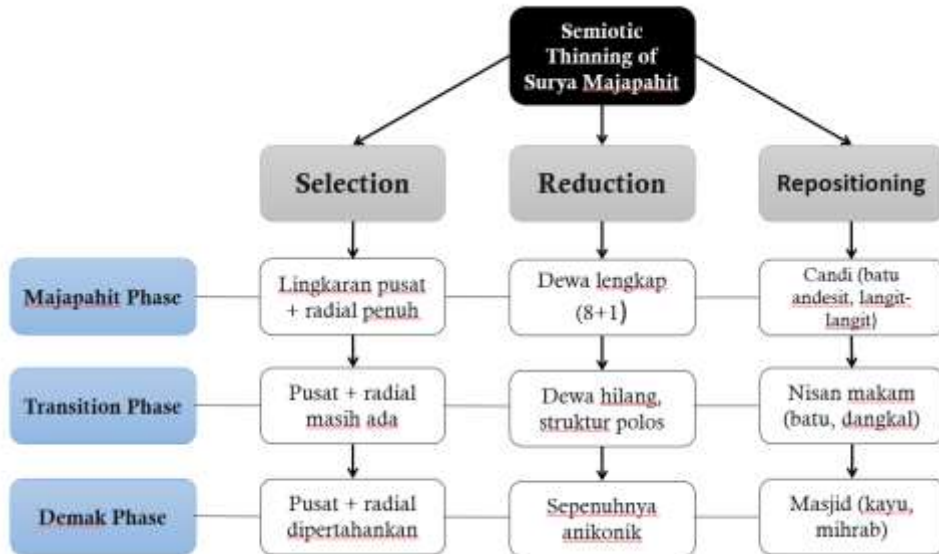 Semiotic
Thinning of
Surya Majapahit
Selection
Reduction
Repositioning
Majapahit Phase
Lingkaran pusat
+ radial penuh
Dewa lengkap
(8+1)
Candi (batu
andesit, langit-
langit)
Transition Phase
Pusat + radial
masih ada
Dewa hilang,
struktur polos
Nisan makam
(batu, dangkal)
Demak Phase
Pusat + radial
dipertahankan
Sepenuhnya
anikonik
Masjid (kayu,
mihrab)